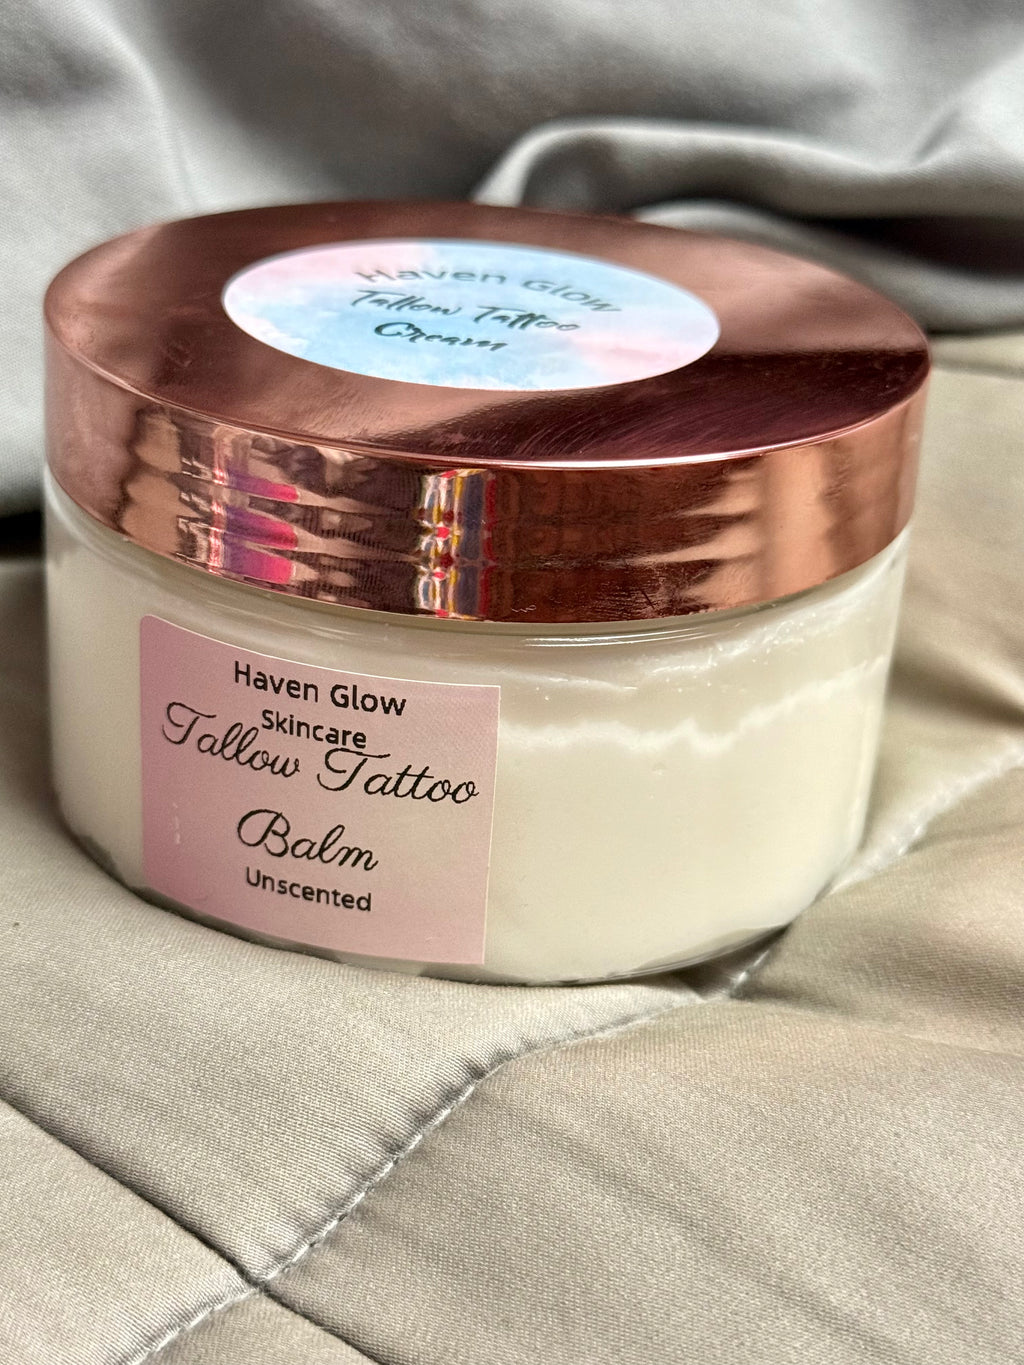 Haven Glow
Tallow Tattoo
Cream
Haven Glow
Skincare
Tallow Tattoo
Balm
Unscented